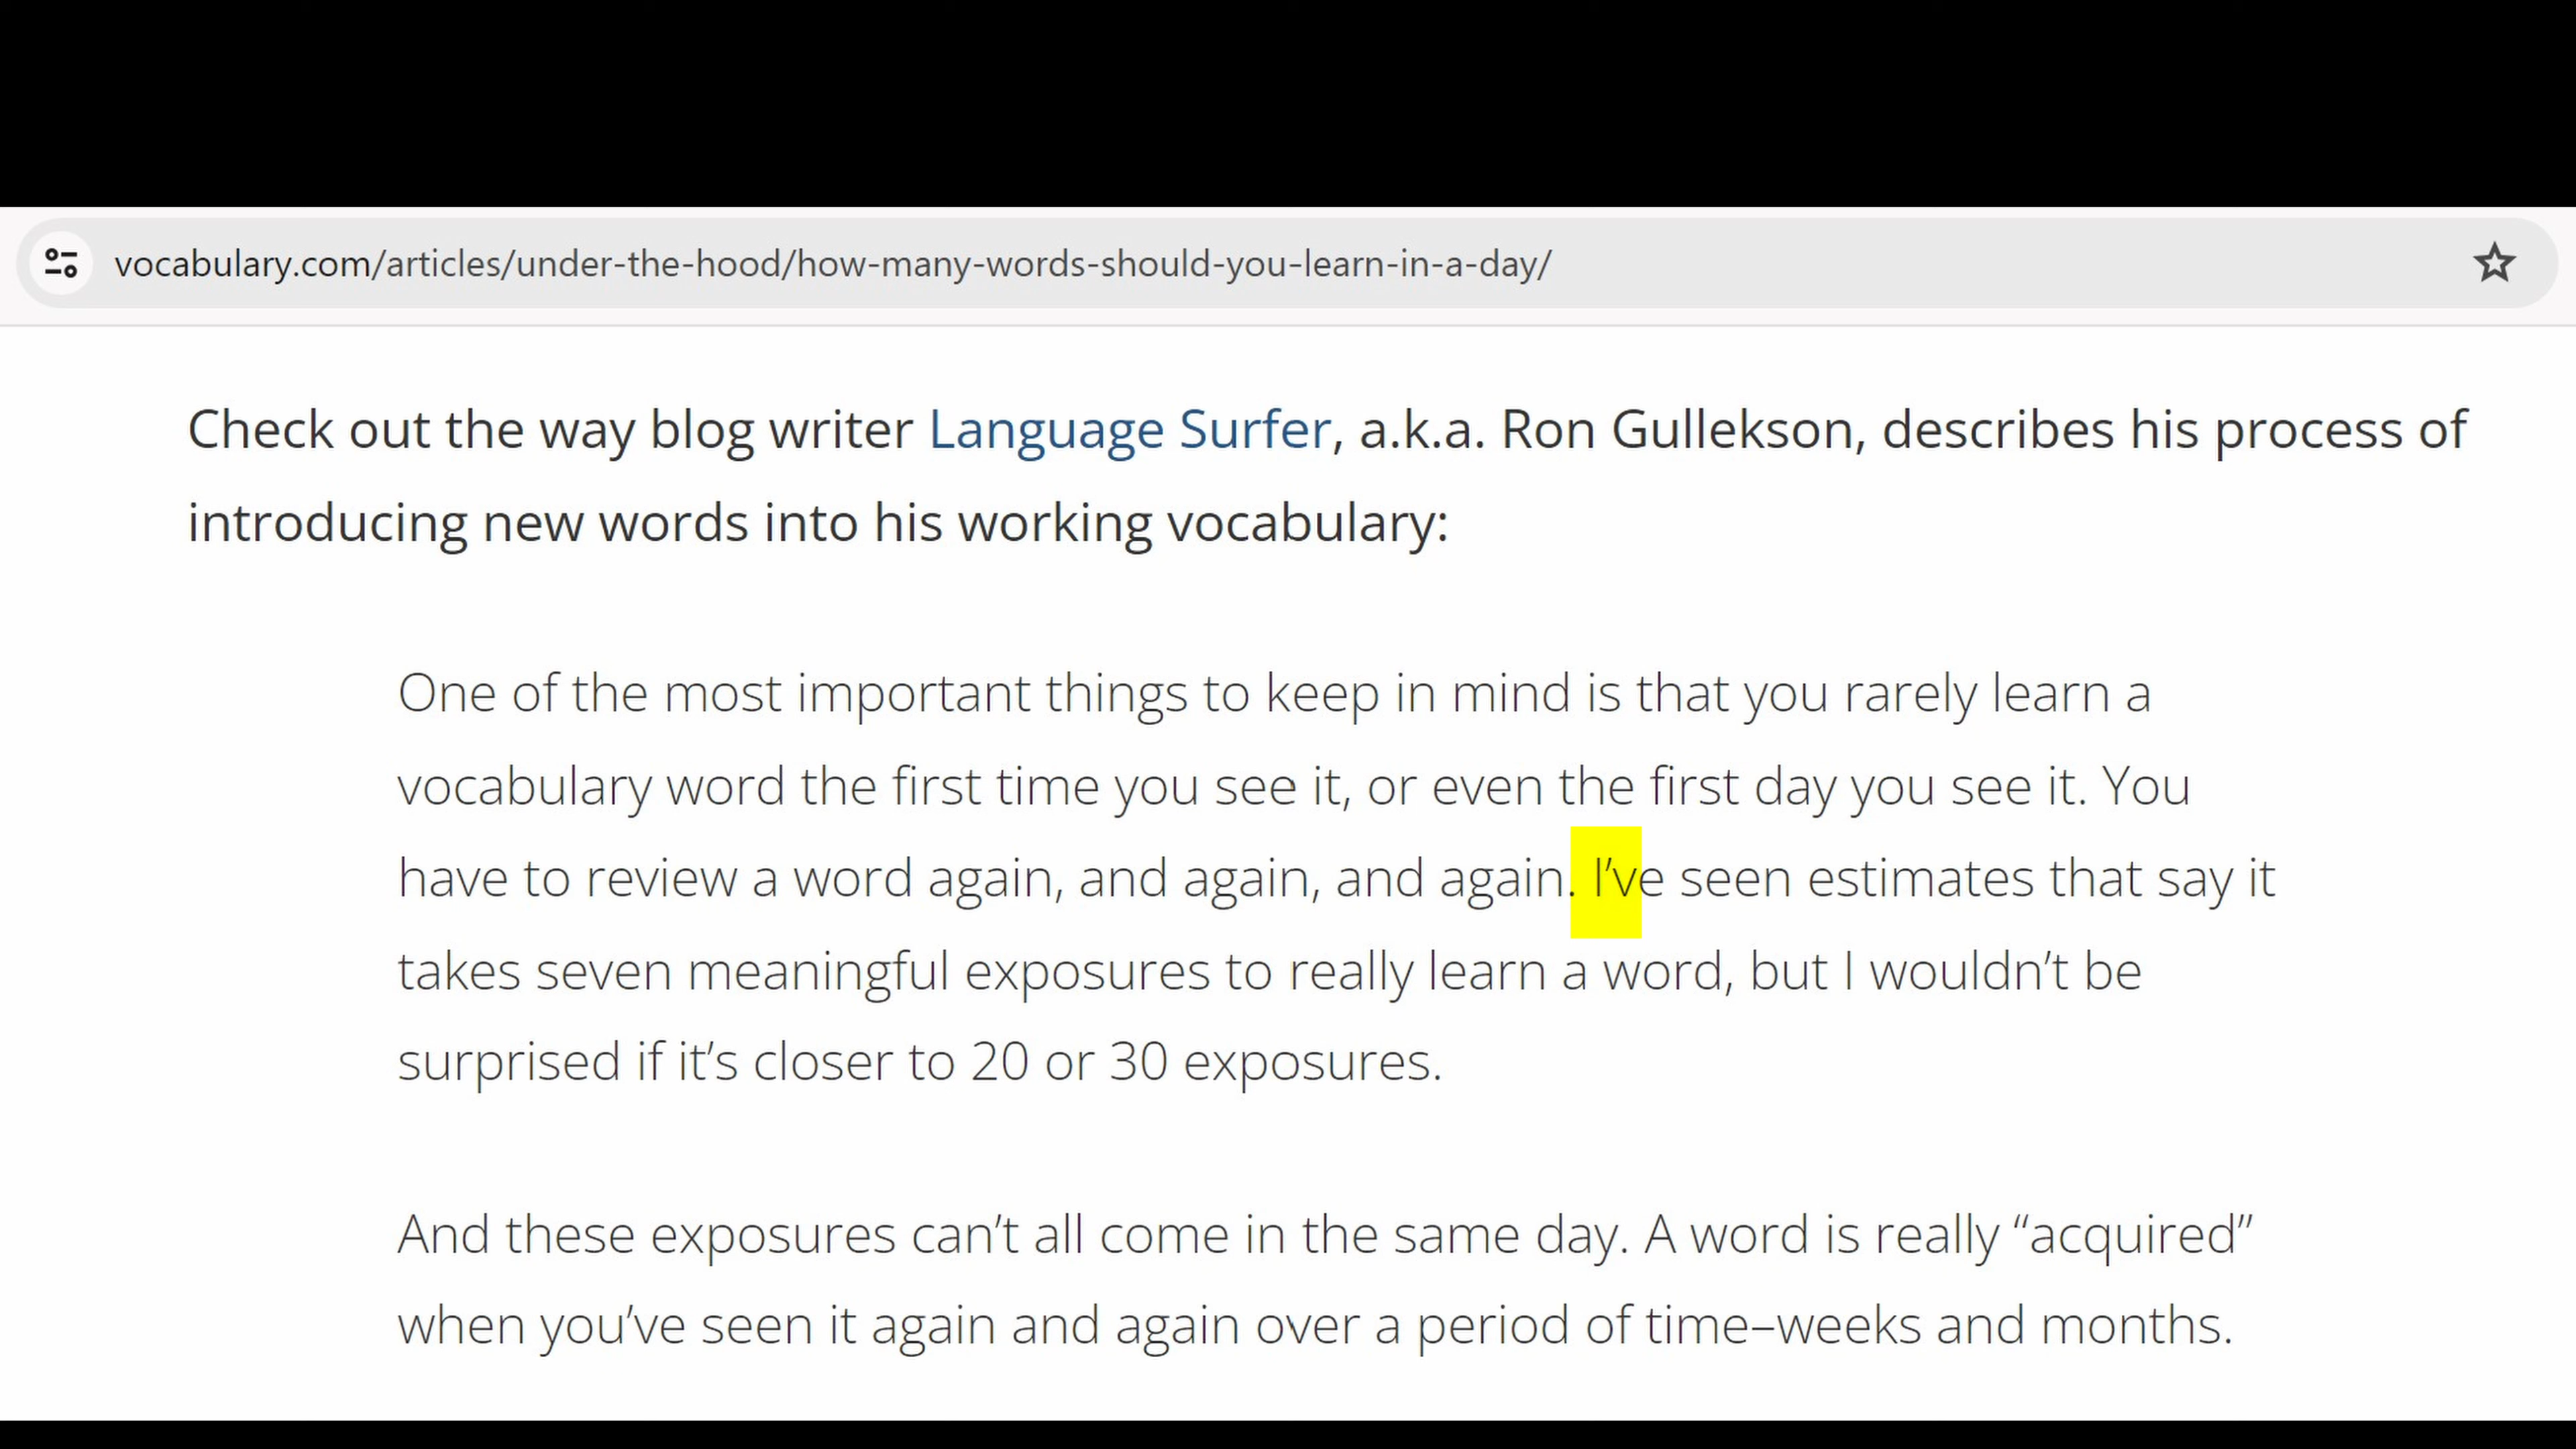 vocabulary.com/articles/under-the-hood/how-many-words-should-you-learn-in-a-day/
Check out the way blog writer Language Surfer, a.k.a. Ron Gullekson, describes his process of
introducing new words into his working vocabulary:
One of the most important things to keep in mind is that you rarely learn a
vocabulary word the first time you see it, or even the first day you see it. You
have to review a word again, and again, and again. I’ve seen estimates that say it
takes seven meaningful exposures to really learn a word, but I wouldn’t be
surprised if it’s closer to 20 or 30 exposures.
And these exposures can’t all come in the same day. A word is really “acquired”
when you’ve seen it again and again over a period of time–weeks and months.